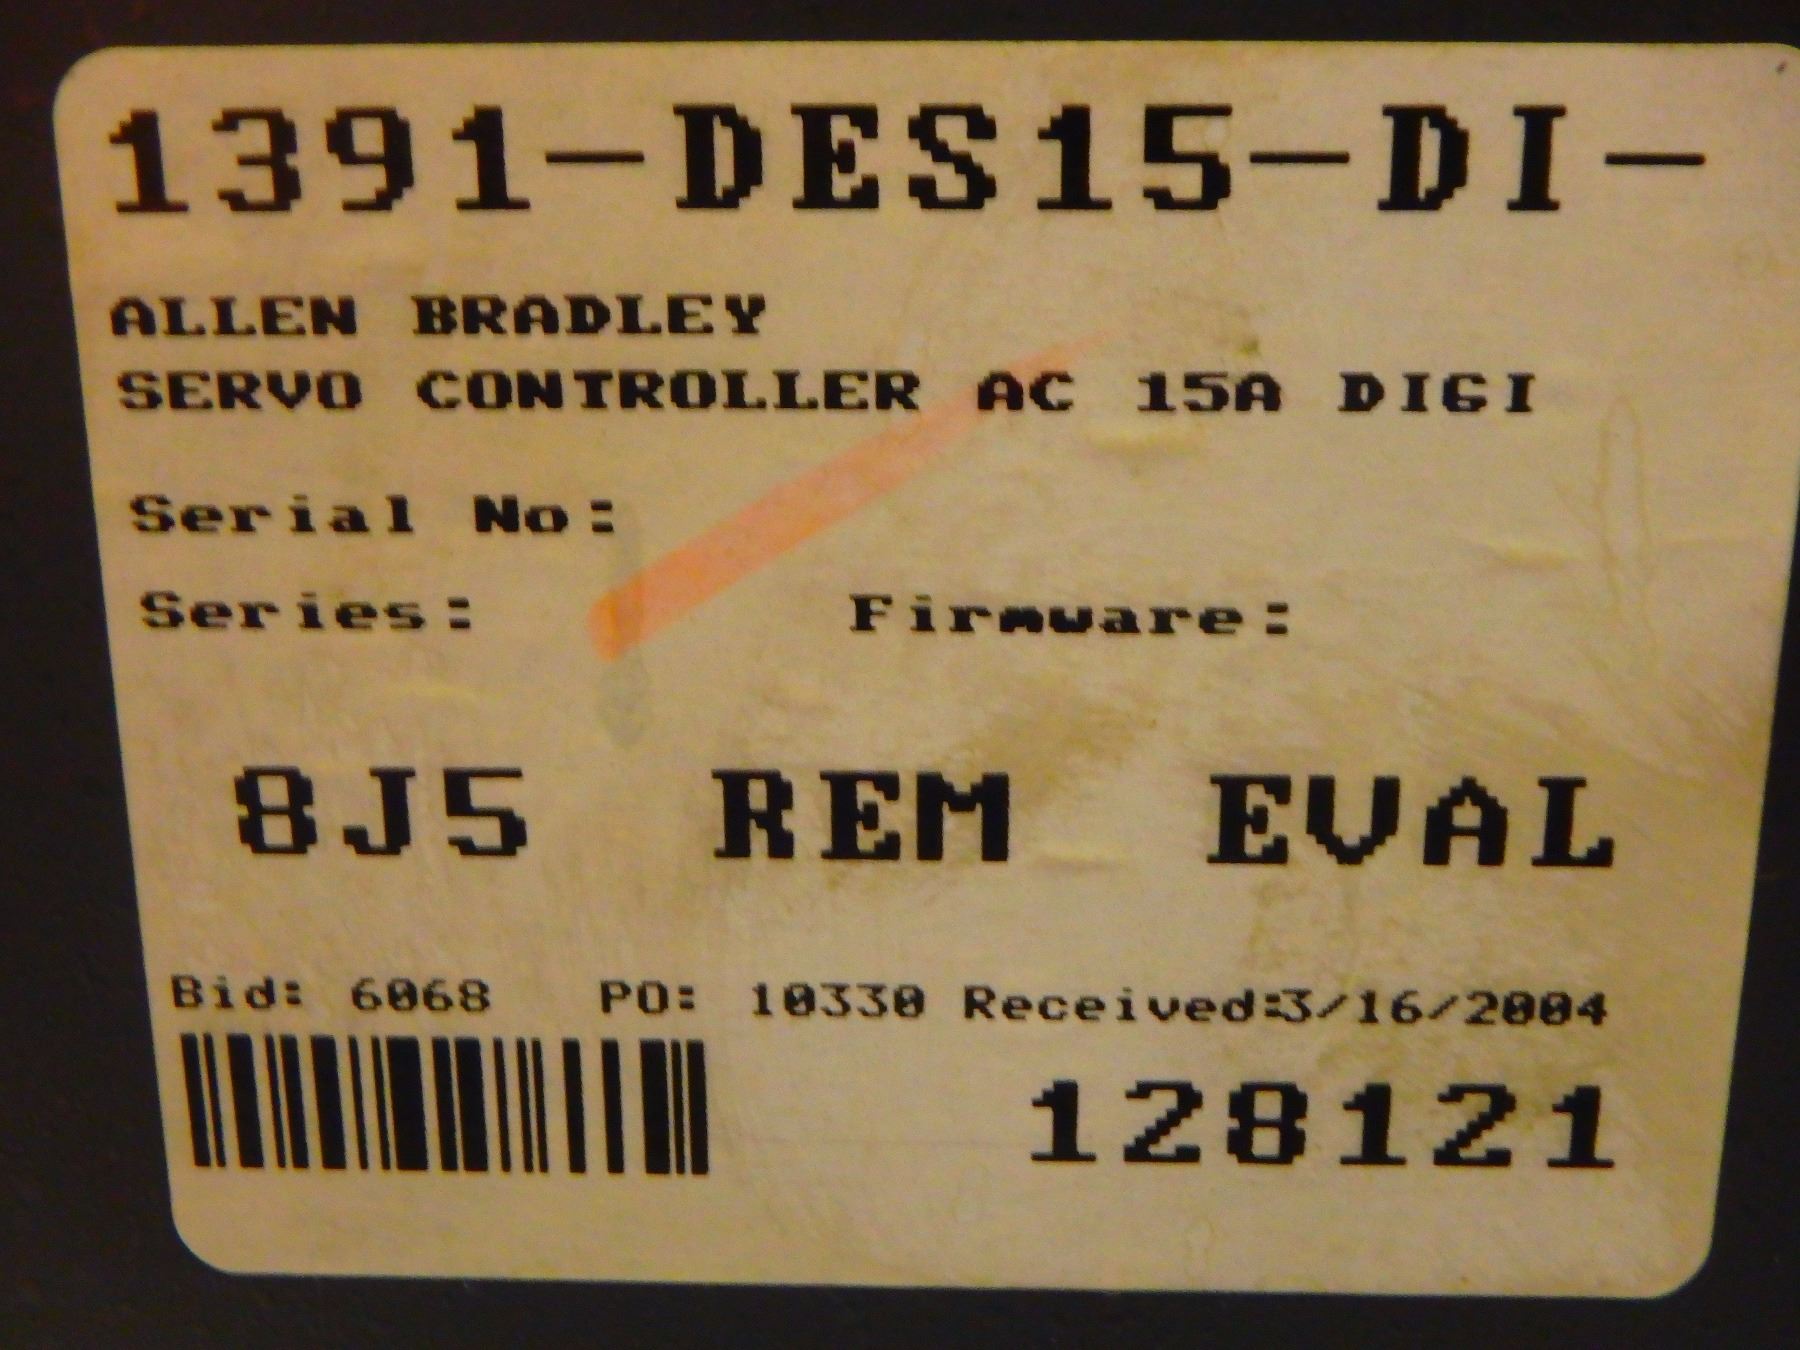 1391-DES15-DI-
ALLEN BRADLEY
SERVO CONTROLLER AC 15A DIGI
Serial No:
Series: Firmware:
8J5 REM EVAL
Bid: 6068 PO: 10330 Received:3/16/2004
128121